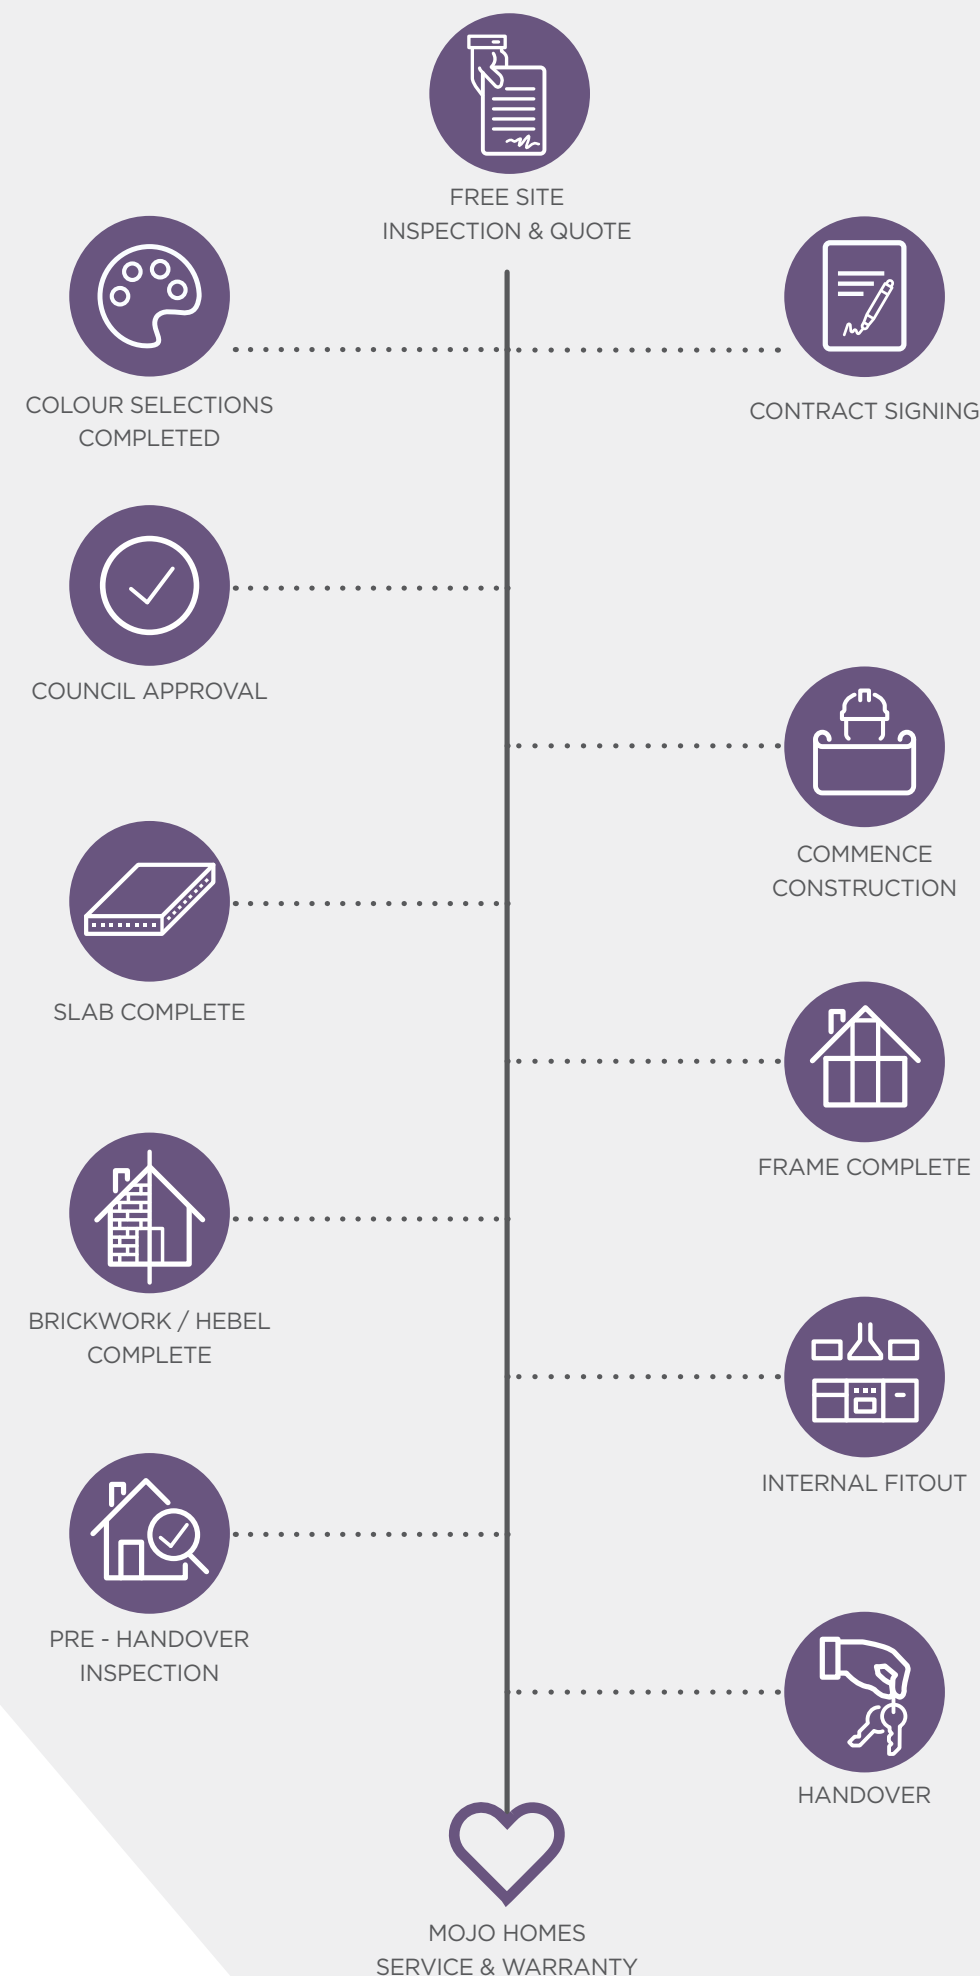 FREE SITE
INSPECTION & QUOTE
COLOUR SELECTIONS
COMPLETED
CONTRACT SIGNING
COUNCIL APPROVAL
COMMENCE
CONSTRUCTION
SLAB COMPLETE
FRAME COMPLETE
BRICKWORK / HEBEL
COMPLETE
INTERNAL FITOUT
PRE - HANDOVER
INSPECTION
HANDOVER
MOJO HOMES
SERVICE & WARRANTY